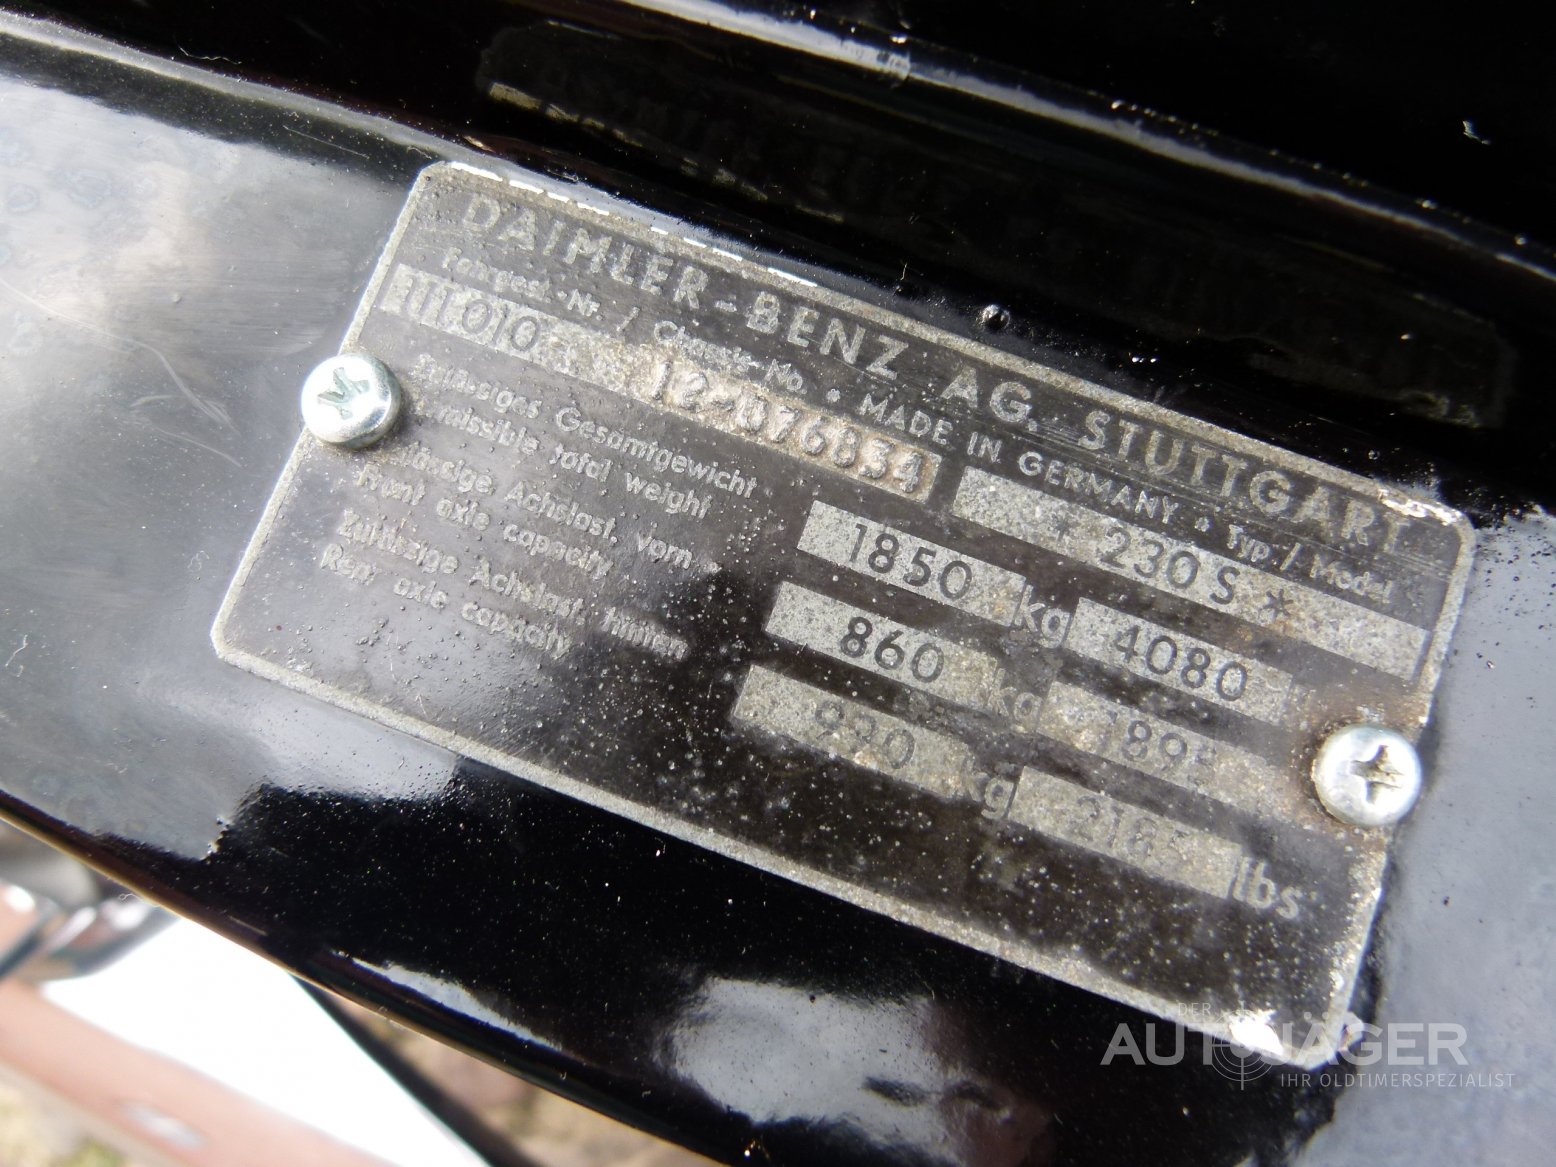 DAIMLER-BENZ AG, STUTTGART
Fahrgest.-Nr. / Chassis-No. • MADE IN GERMANY • Typ / Model
111010 12-076834 * 230 S *
Zulässiges Gesamtgewicht 1850 kg 4080
Permissible total weight
Zulässige Achslast, vorn 860 kg 1895
Front axle capacity
Zulässige Achslast, hinten kg lbs
Rear axle capacity
DER
AUTOJÄGER
IHR OLDTIMERSPEZIALIST